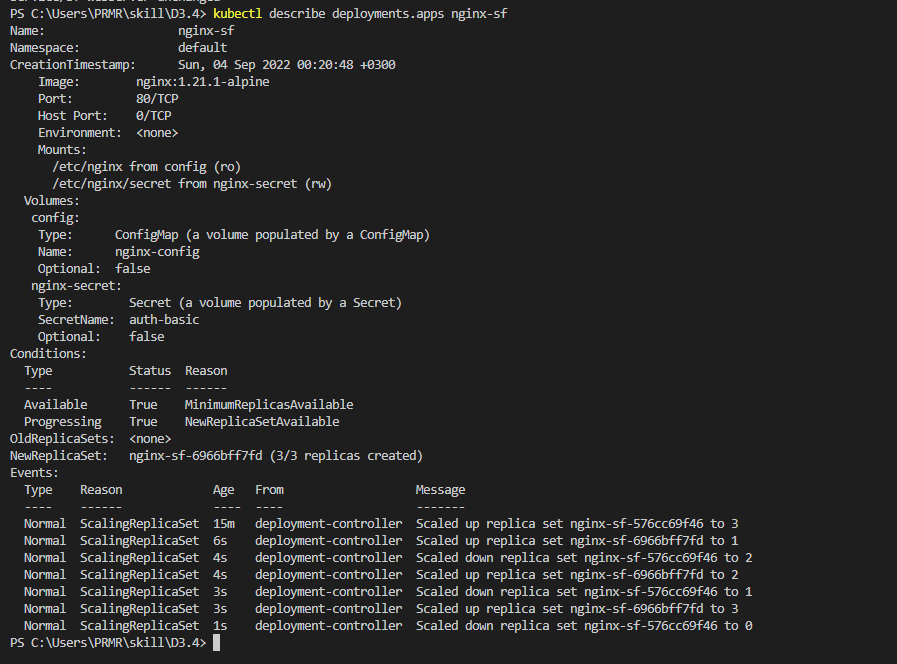 PS C:\Users\PRMR\skill\D3.4> kubectl describe deployments.apps nginx-sf
Name:                   nginx-sf
Namespace:              default
CreationTimestamp:      Sun, 04 Sep 2022 00:20:48 +0300
    Image:        nginx:1.21.1-alpine
    Port:         80/TCP
    Host Port:    0/TCP
    Environment:  <none>
    Mounts:
      /etc/nginx from config (ro)
      /etc/nginx/secret from nginx-secret (rw)
  Volumes:
   config:
    Type:      ConfigMap (a volume populated by a ConfigMap)
    Name:      nginx-config
    Optional:  false
   nginx-secret:
    Type:        Secret (a volume populated by a Secret)
    SecretName:  auth-basic
    Optional:    false
Conditions:
  Type           Status  Reason
  ----           ------  ------
  Available      True    MinimumReplicasAvailable
  Progressing    True    NewReplicaSetAvailable
OldReplicaSets:  <none>
NewReplicaSet:   nginx-sf-6966bff7fd (3/3 replicas created)
Events:
  Type    Reason             Age   From                   Message
  ----    ------             ----  ----                   -------
  Normal  ScalingReplicaSet  15m   deployment-controller  Scaled up replica set nginx-sf-576cc69f46 to 3
  Normal  ScalingReplicaSet  6s    deployment-controller  Scaled up replica set nginx-sf-6966bff7fd to 1
  Normal  ScalingReplicaSet  4s    deployment-controller  Scaled down replica set nginx-sf-576cc69f46 to 2
  Normal  ScalingReplicaSet  4s    deployment-controller  Scaled up replica set nginx-sf-6966bff7fd to 2
  Normal  ScalingReplicaSet  3s    deployment-controller  Scaled down replica set nginx-sf-576cc69f46 to 1
  Normal  ScalingReplicaSet  3s    deployment-controller  Scaled up replica set nginx-sf-6966bff7fd to 3
  Normal  ScalingReplicaSet  1s    deployment-controller  Scaled down replica set nginx-sf-576cc69f46 to 0
PS C:\Users\PRMR\skill\D3.4>